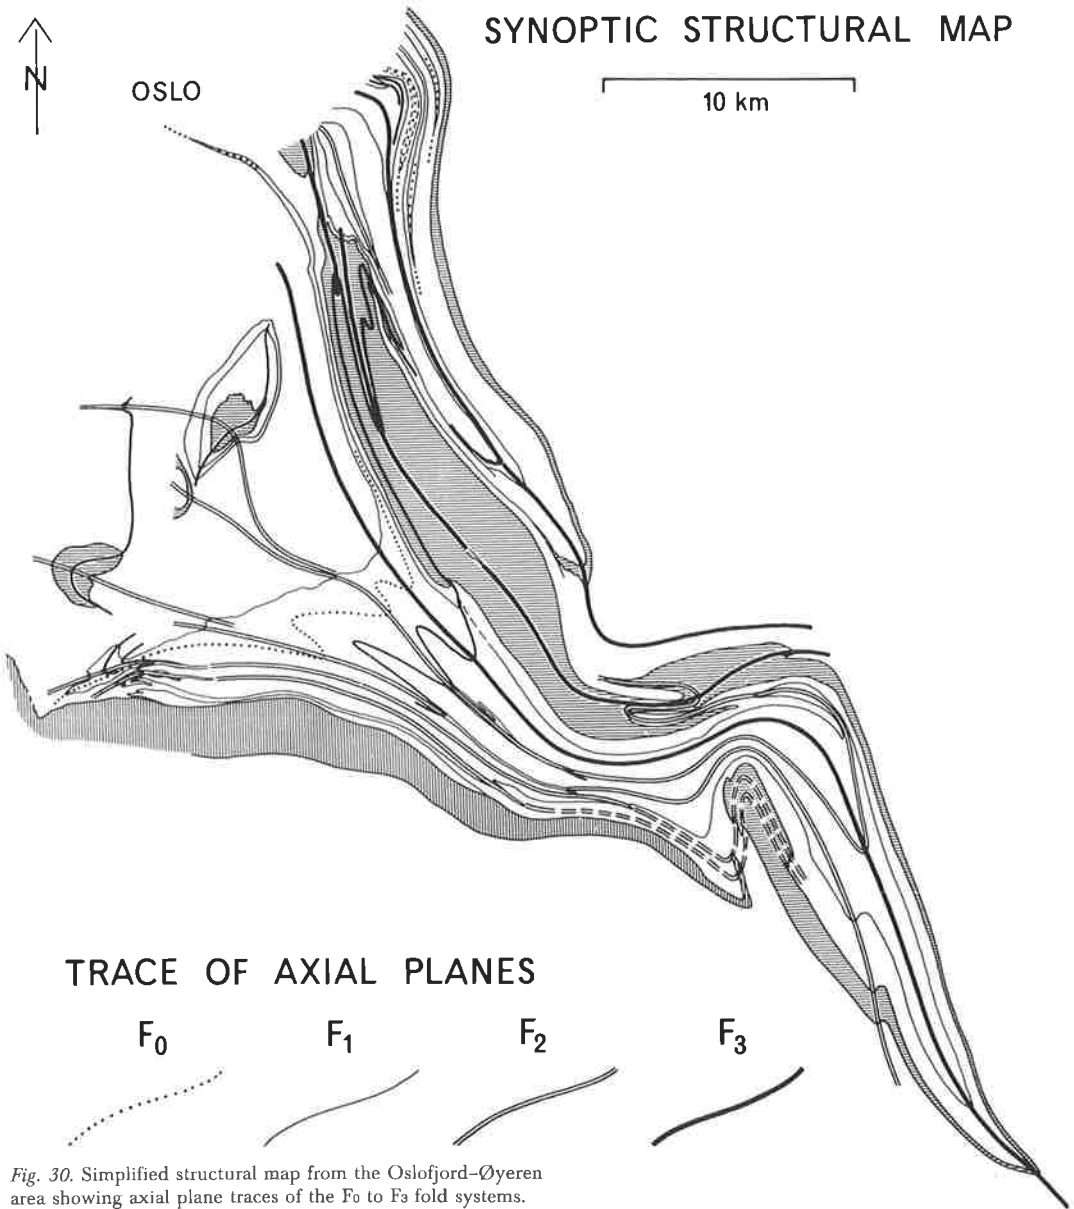 SYNOPTIC STRUCTURAL MAP
N
OSLO
10 km
TRACE OF AXIAL PLANES
F0 F1 F2 F3
Fig. 30. Simplified structural map from the Oslofjord–Øyeren
area showing axial plane traces of the F0 to F3 fold systems.